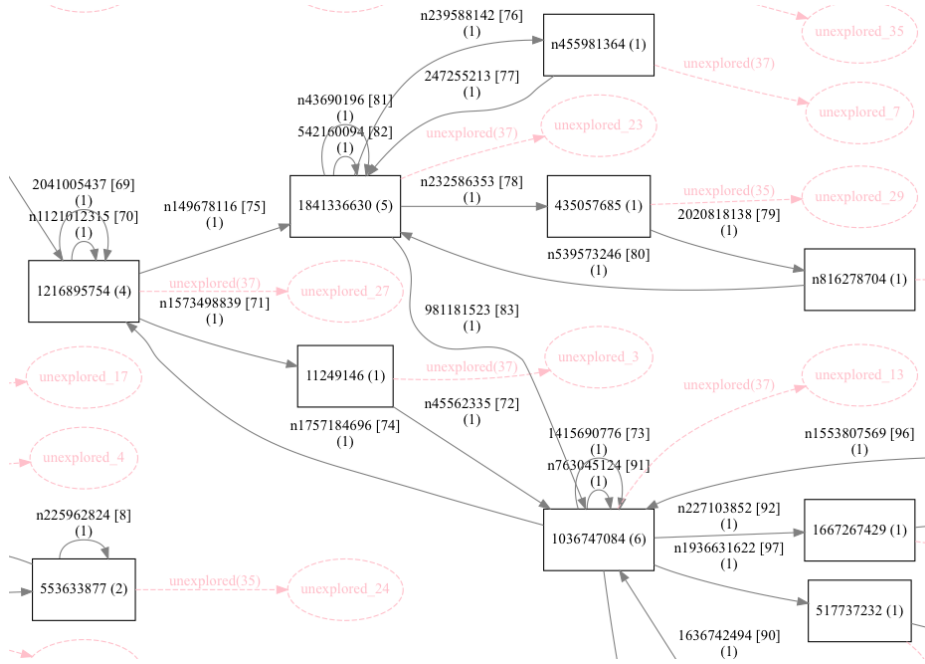 n239588142 [76]
(1)
unexplored_35
n455981364 (1)
unexplored(37)
247255213 [77]
(1)
n43690196 [81]
(1)
542160094 [82]
(1)
unexplored(37)
unexplored_23
unexplored_7
2041005437 [69]
(1)
n1121012315 [70]
(1)
n149678116 [75]
(1)
1841336630 (5)
n232586353 [78]
(1)
435057685 (1)
unexplored(35)
unexplored_29
2020818138 [79]
(1)
n539573246 [80]
(1)
n816278704 (1)
1216895754 (4)
unexplored(37)
unexplored_27
n1573498839 [71]
(1)
981181523 [83]
(1)
unexplored_17
11249146 (1)
unexplored(37)
unexplored_3
unexplored(37)
unexplored_13
n45562335 [72]
(1)
n1757184696 [74]
(1)
1415690776 [73]
(1)
n763045124 [91]
(1)
n1553807569 [96]
(1)
unexplored_4
n225962824 [8]
(1)
1036747084 (6)
n227103852 [92]
(1)
1667267429 (1)
n1936631622 [97]
(1)
553633877 (2)
unexplored(35)
unexplored_24
517737232 (1)
1636742494 [90]
(1)